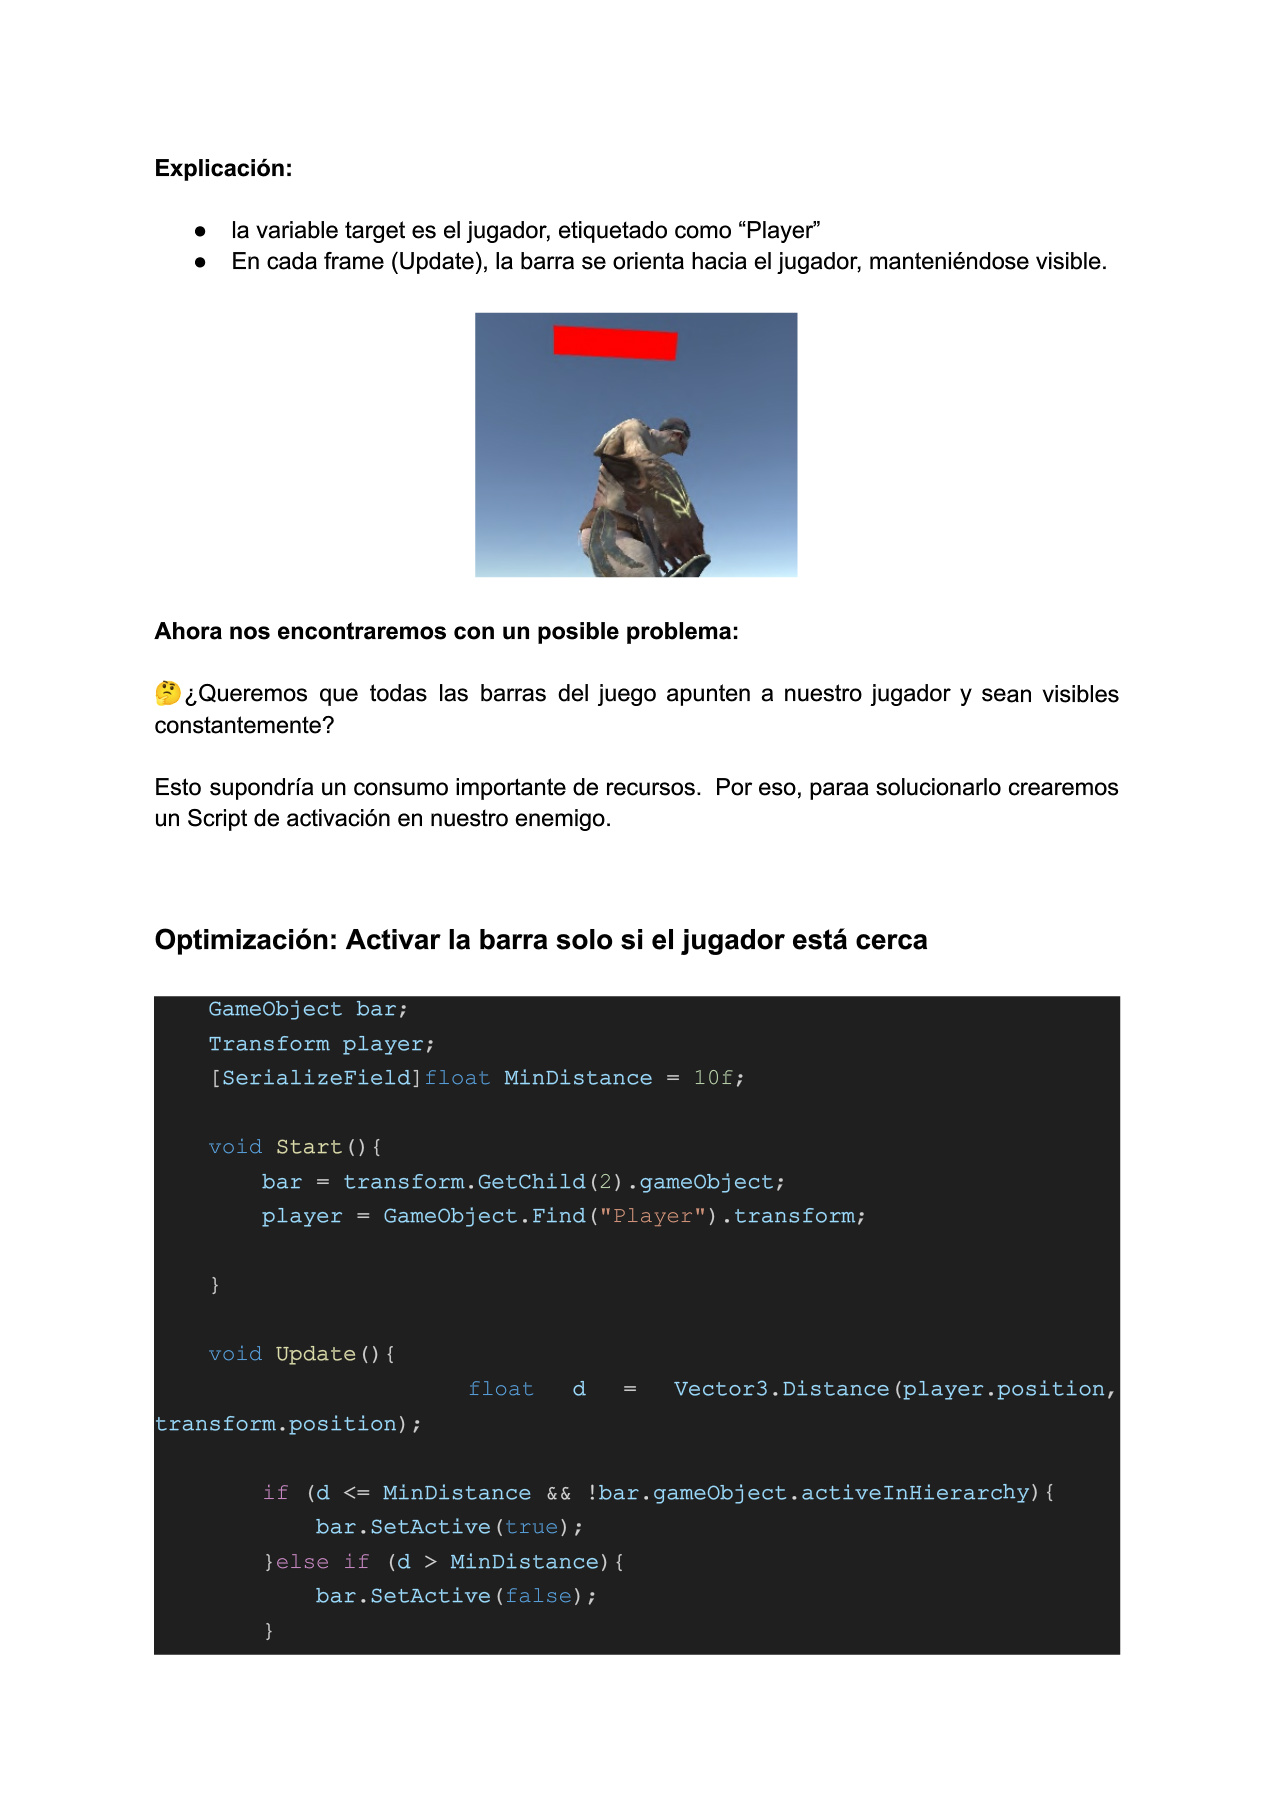 Explicación:
● la variable target es el jugador, etiquetado como “Player”
● En cada frame (Update), la barra se orienta hacia el jugador, manteniéndose visible.
Ahora nos encontraremos con un posible problema:
🤔¿Queremos que todas las barras del juego apunten a nuestro jugador y sean visibles
constantemente?
Esto supondría un consumo importante de recursos.  Por eso, paraa solucionarlo crearemos
un Script de activación en nuestro enemigo.
Optimización: Activar la barra solo si el jugador está cerca
GameObject bar;
Transform player;
[SerializeField]float MinDistance = 10f;
void Start(){
bar = transform.GetChild(2).gameObject;
player = GameObject.Find("Player").transform;
}
void Update(){
float d = Vector3.Distance(player.position,
transform.position);
if (d <= MinDistance && !bar.gameObject.activeInHierarchy){
bar.SetActive(true);
}else if (d > MinDistance){
bar.SetActive(false);
}